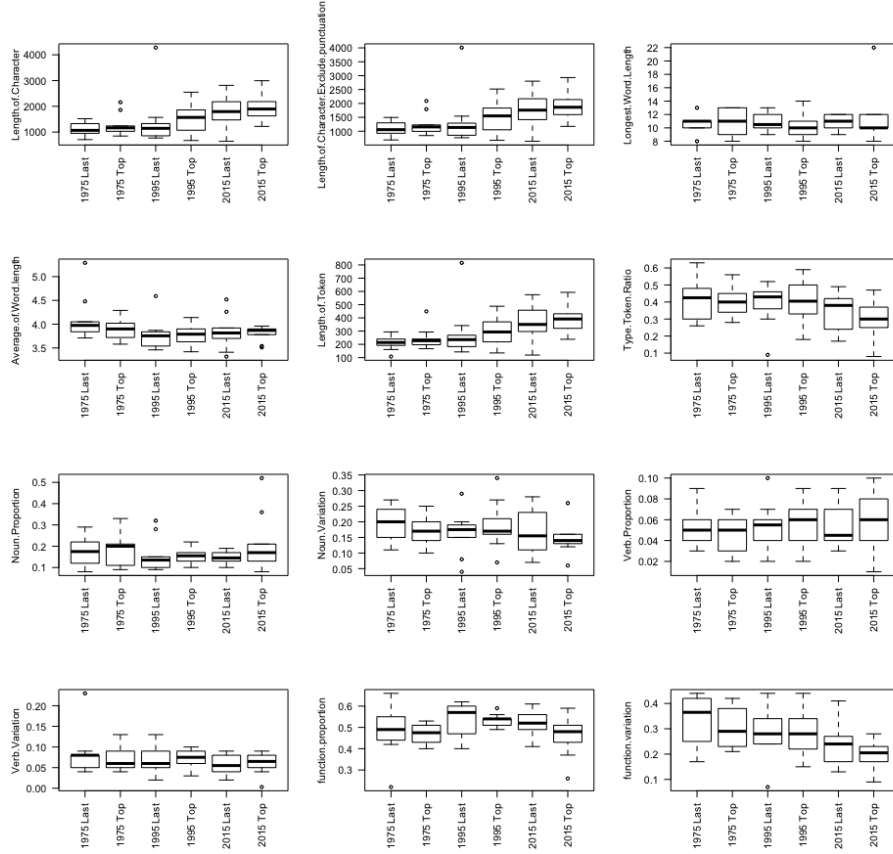 Length.of.Character
4000
3000
2000
1000
1975 Last
1975 Top
1995 Last
1995 Top
2015 Last
2015 Top
Length.of.Character.Exclude.punctuation
4000
3500
3000
2500
2000
1500
1000
1975 Last
1975 Top
1995 Last
1995 Top
2015 Last
2015 Top
Longest.Word.Length
22
20
18
16
14
12
10
8
1975 Last
1975 Top
1995 Last
1995 Top
2015 Last
2015 Top
Average.of.Word.length
5.0
4.5
4.0
3.5
1975 Last
1975 Top
1995 Last
1995 Top
2015 Last
2015 Top
Length.of.Token
800
700
600
500
400
300
200
100
1975 Last
1975 Top
1995 Last
1995 Top
2015 Last
2015 Top
Type.Token.Ratio
0.6
0.5
0.4
0.3
0.2
0.1
1975 Last
1975 Top
1995 Last
1995 Top
2015 Last
2015 Top
Noun.Proportion
0.5
0.4
0.3
0.2
0.1
1975 Last
1975 Top
1995 Last
1995 Top
2015 Last
2015 Top
Noun.Variation
0.35
0.30
0.25
0.20
0.15
0.10
0.05
1975 Last
1975 Top
1995 Last
1995 Top
2015 Last
2015 Top
Verb.Proportion
0.10
0.08
0.06
0.04
0.02
1975 Last
1975 Top
1995 Last
1995 Top
2015 Last
2015 Top
Verb.Variation
0.20
0.15
0.10
0.05
0.00
1975 Last
1975 Top
1995 Last
1995 Top
2015 Last
2015 Top
function.proportion
0.6
0.5
0.4
0.3
1975 Last
1975 Top
1995 Last
1995 Top
2015 Last
2015 Top
function.variation
0.4
0.3
0.2
0.1
1975 Last
1975 Top
1995 Last
1995 Top
2015 Last
2015 Top